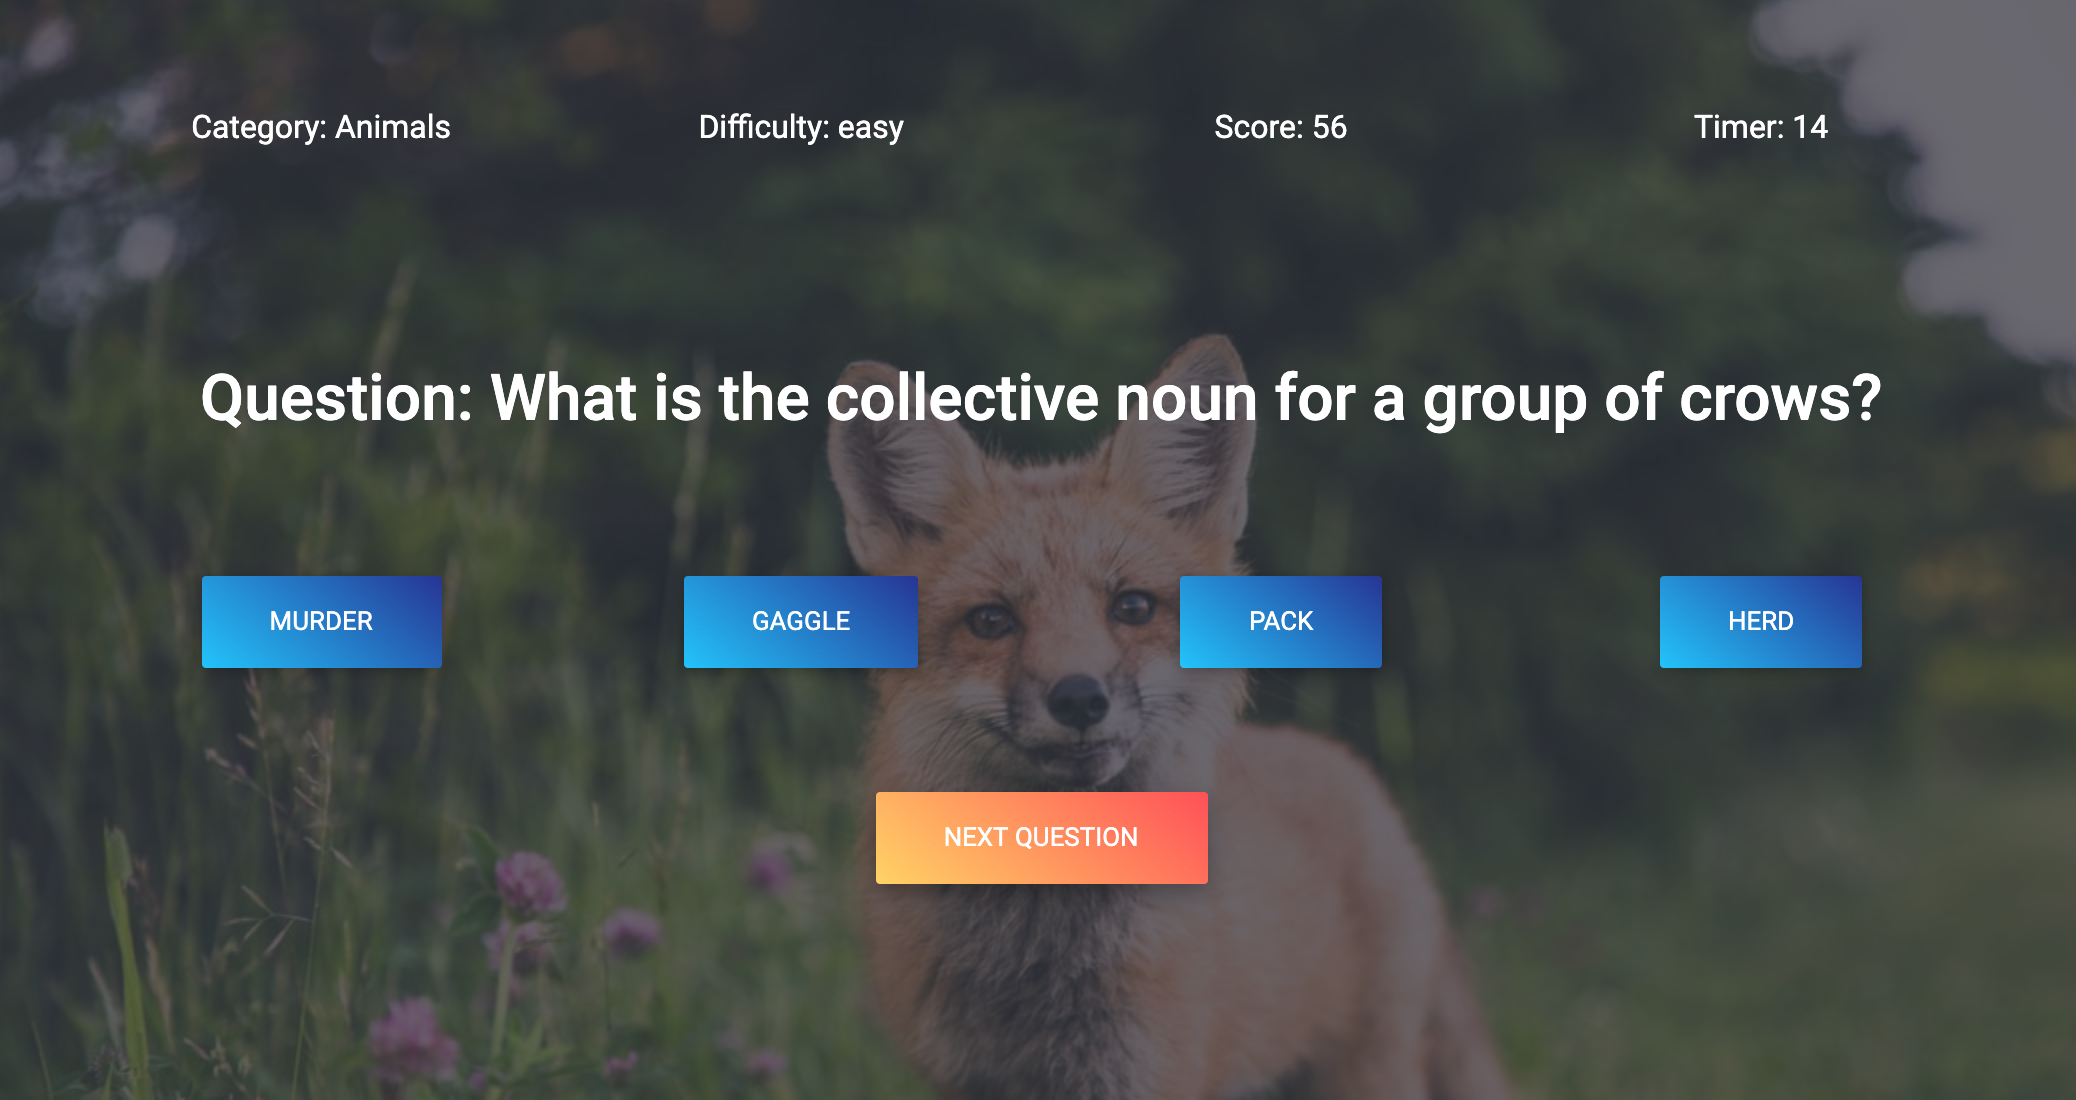 Category: Animals
Difficulty: easy
Score: 56
Timer: 14
Question: What is the collective noun for a group of crows?
MURDER
GAGGLE
PACK
HERD
NEXT QUESTION